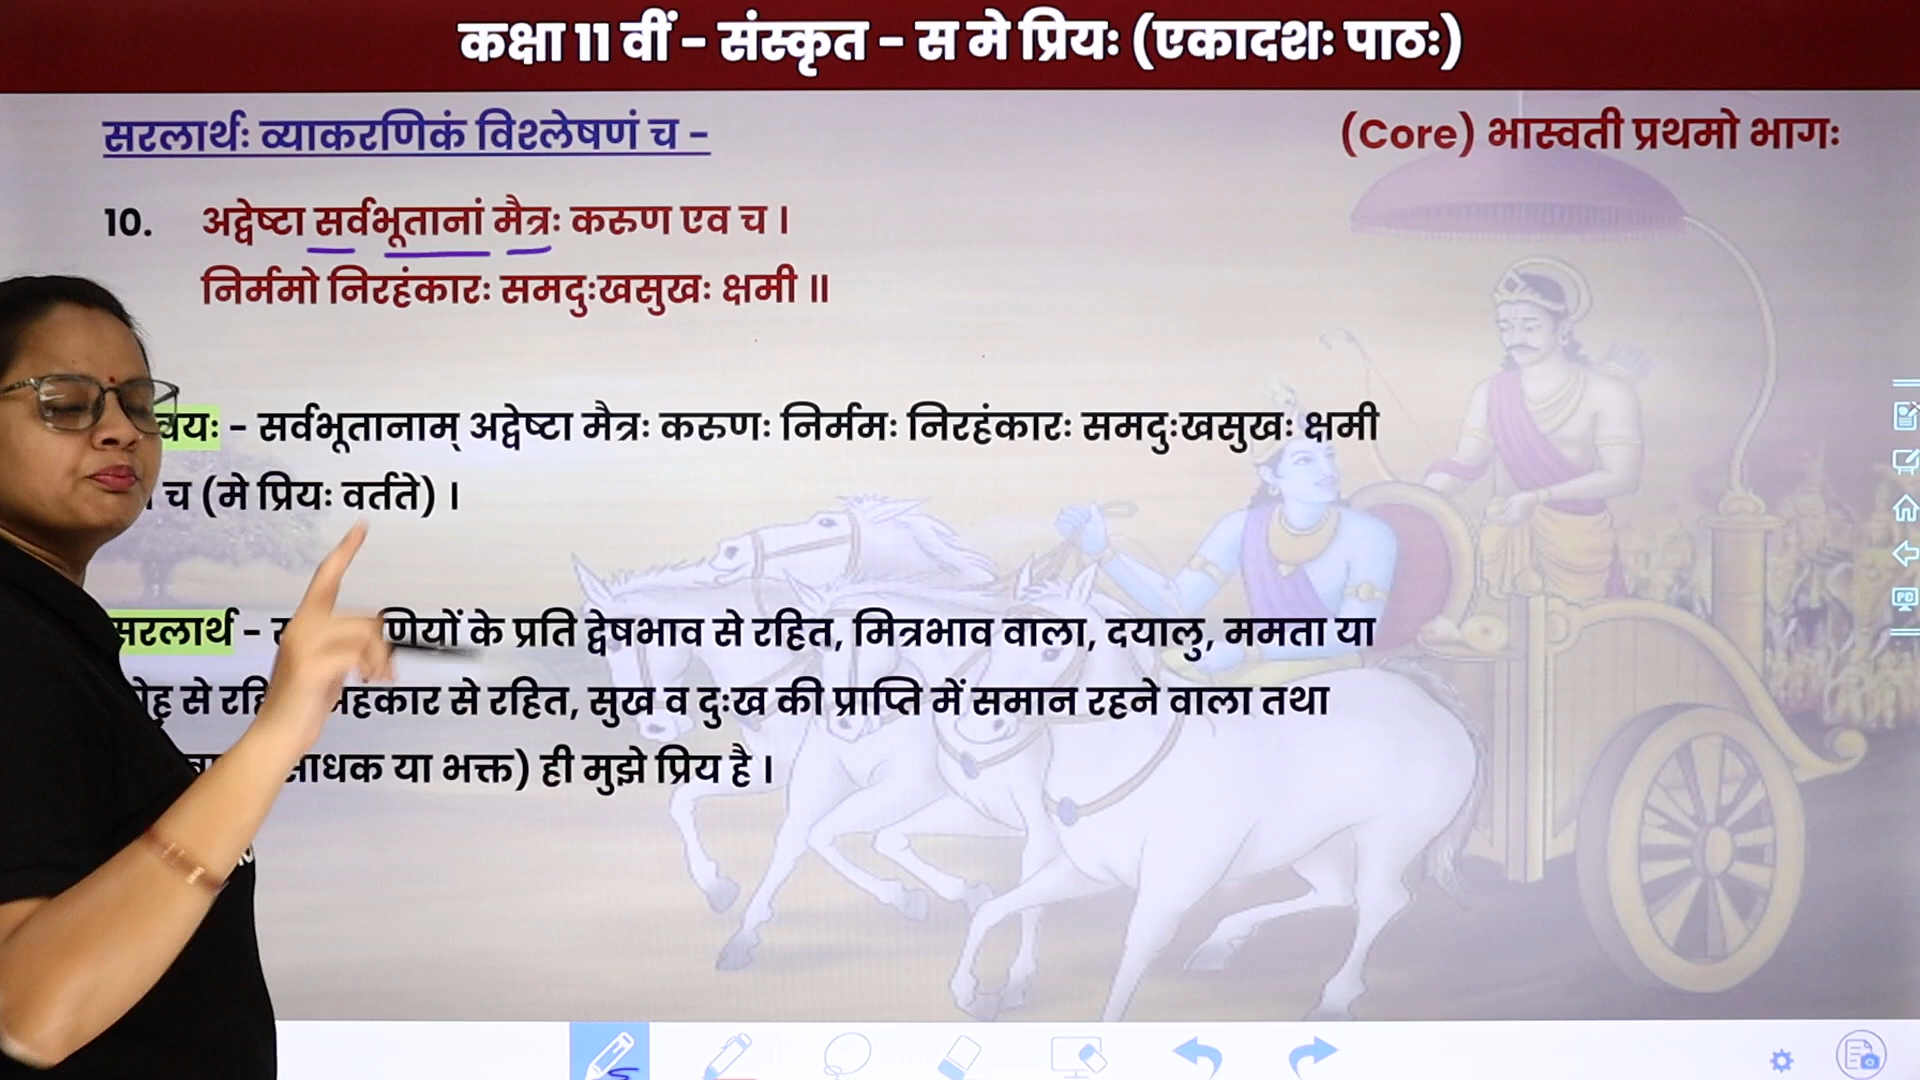 कक्षा 11 वीं - संस्कृत - स मे प्रियः (एकादशः पाठः)
सरलार्थः व्याकरणिकं विश्लेषणं च -
(Core) भास्वती प्रथमो भागः
10. अद्वेष्टा सर्वभूतानां मैत्रः करुण एव च ।
निर्ममो निरहंकारः समदुःखसुखः क्षमी ॥
- सर्वभूतानाम् अद्वेष्टा मैत्रः करुणः निर्ममः निरहंकारः समदुःखसुखः क्षमी
च (मे प्रियः वर्तते) ।
सरलार्थ - के प्रति द्वेषभाव से रहित, मित्रभाव वाला, दयालु, ममता या
से से रहित, सुख व दुःख की प्राप्ति में समान रहने वाला तथा
साधक या भक्त) ही मुझे प्रिय है ।